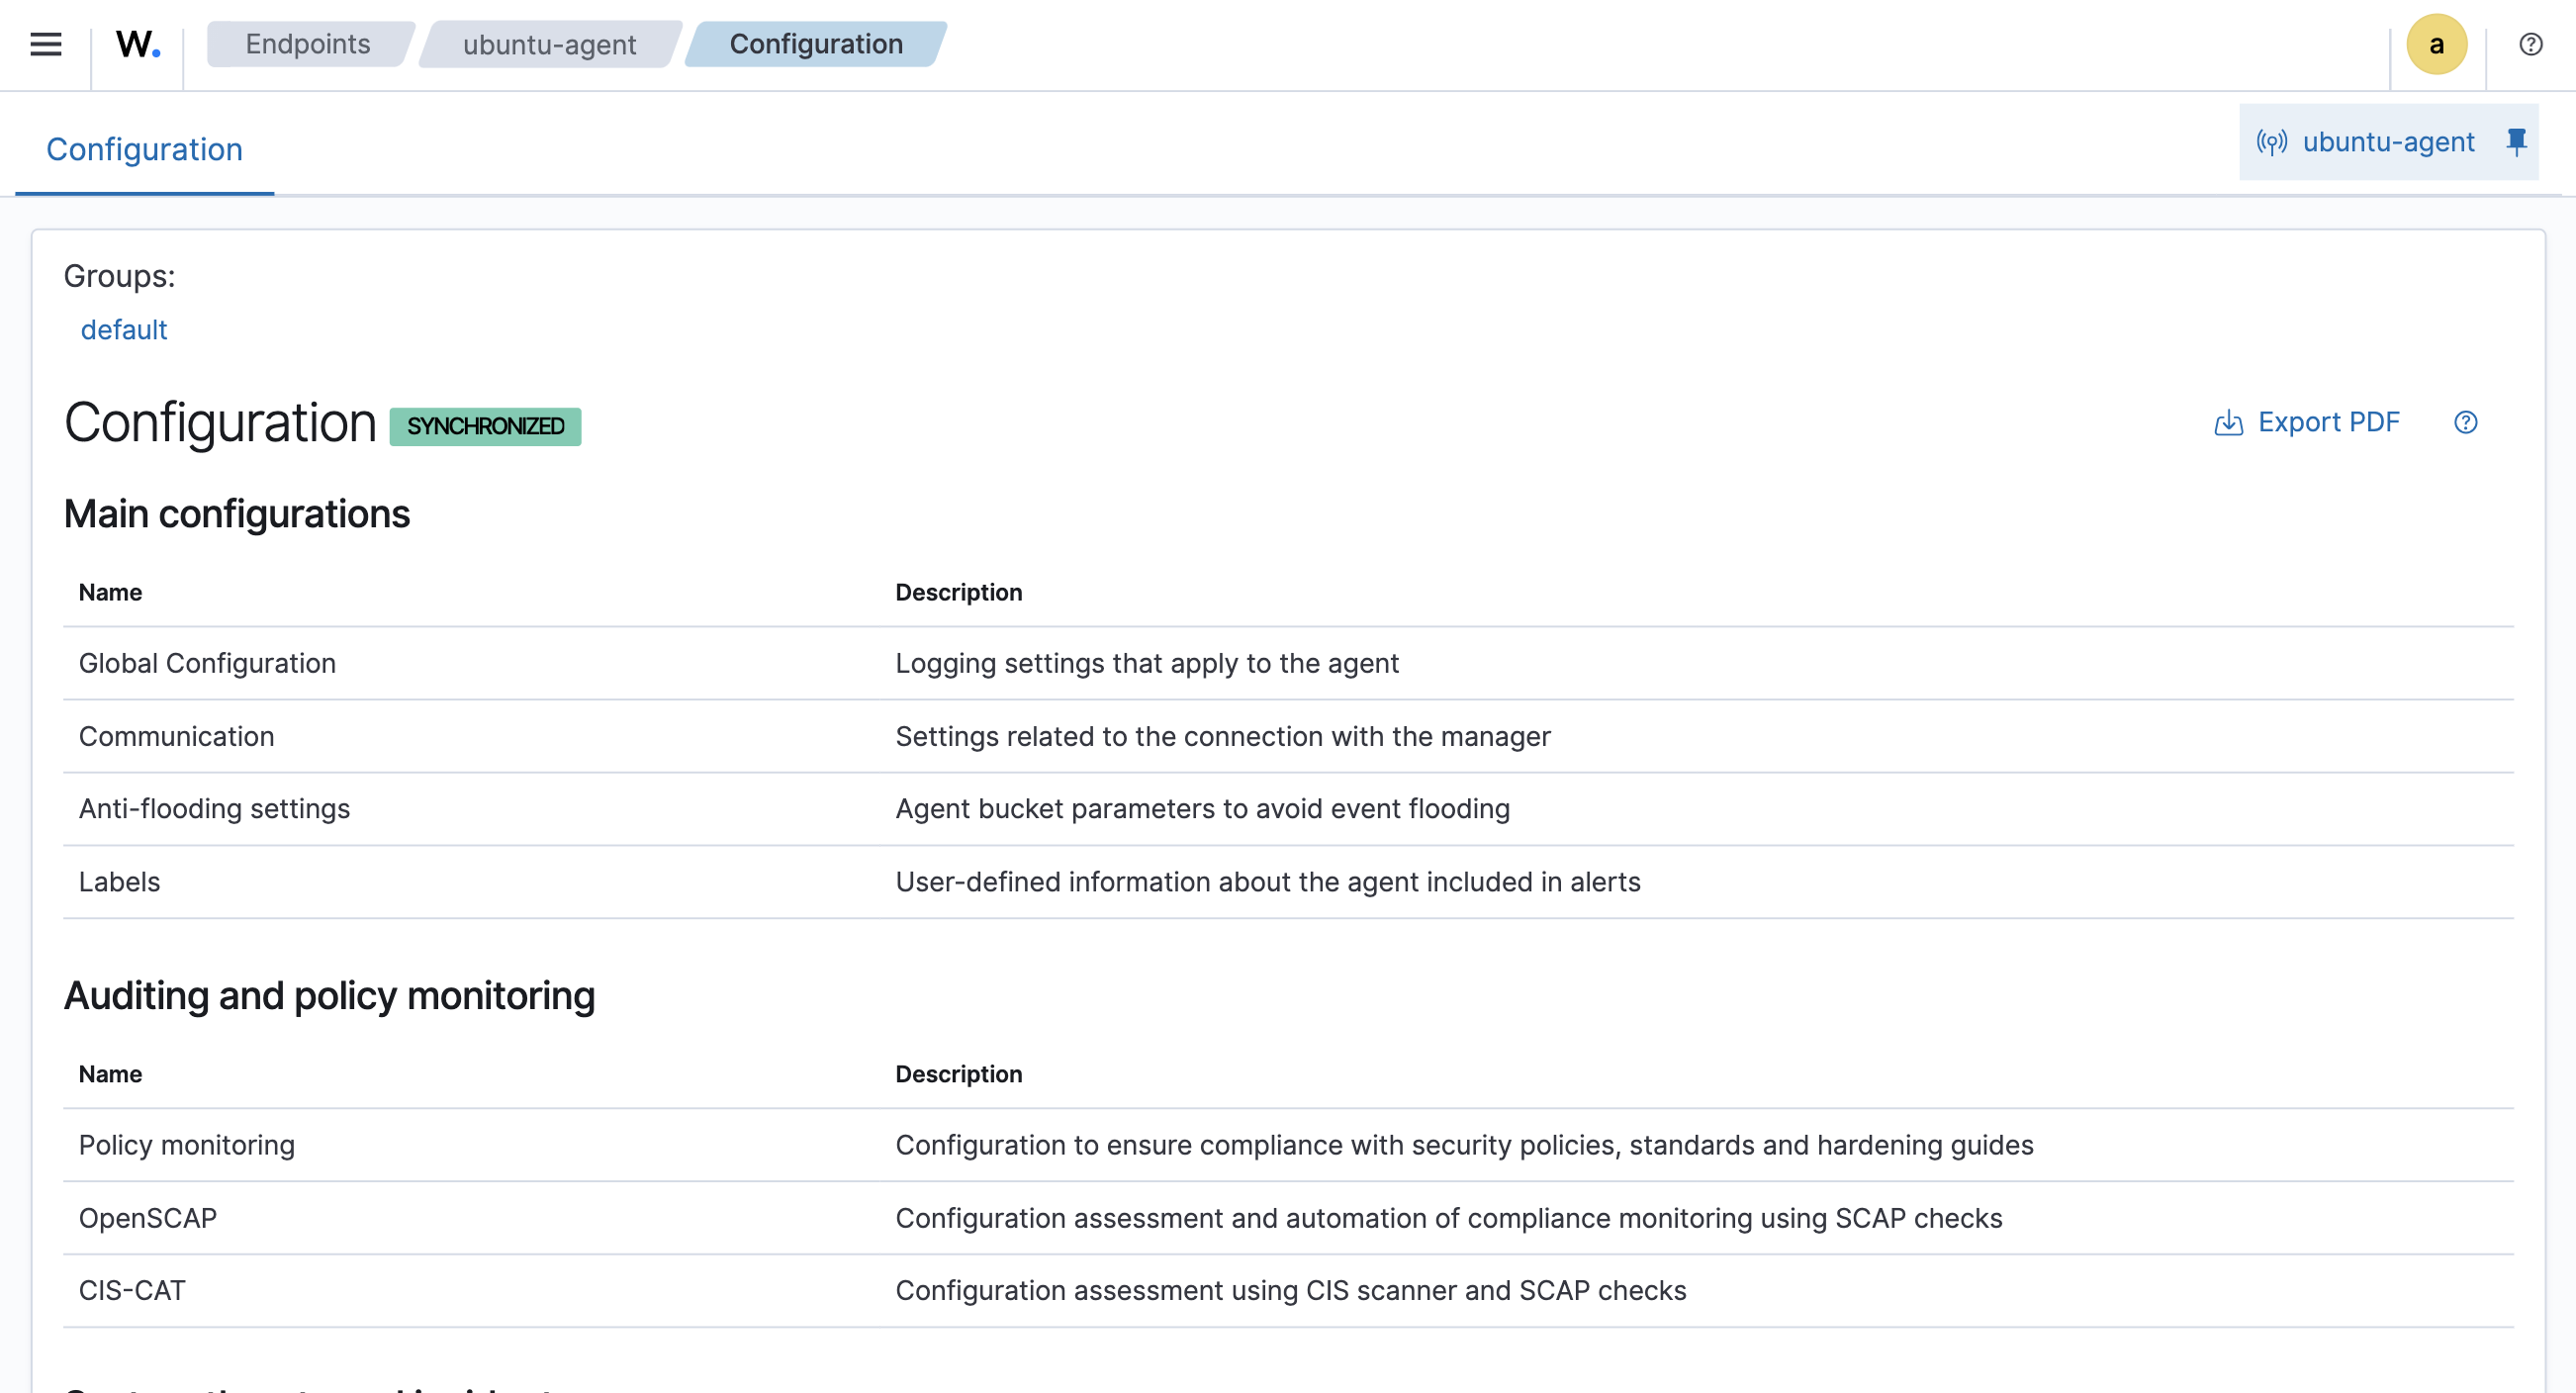 W.
Endpoints
ubuntu-agent
Configuration
a
Configuration
ubuntu-agent
Groups:
default
Configuration SYNCHRONIZED
Export PDF
Main configurations
Name Description
Global Configuration Logging settings that apply to the agent
Communication Settings related to the connection with the manager
Anti-flooding settings Agent bucket parameters to avoid event flooding
Labels User-defined information about the agent included in alerts
Auditing and policy monitoring
Name Description
Policy monitoring Configuration to ensure compliance with security policies, standards and hardening guides
OpenSCAP Configuration assessment and automation of compliance monitoring using SCAP checks
CIS-CAT Configuration assessment using CIS scanner and SCAP checks